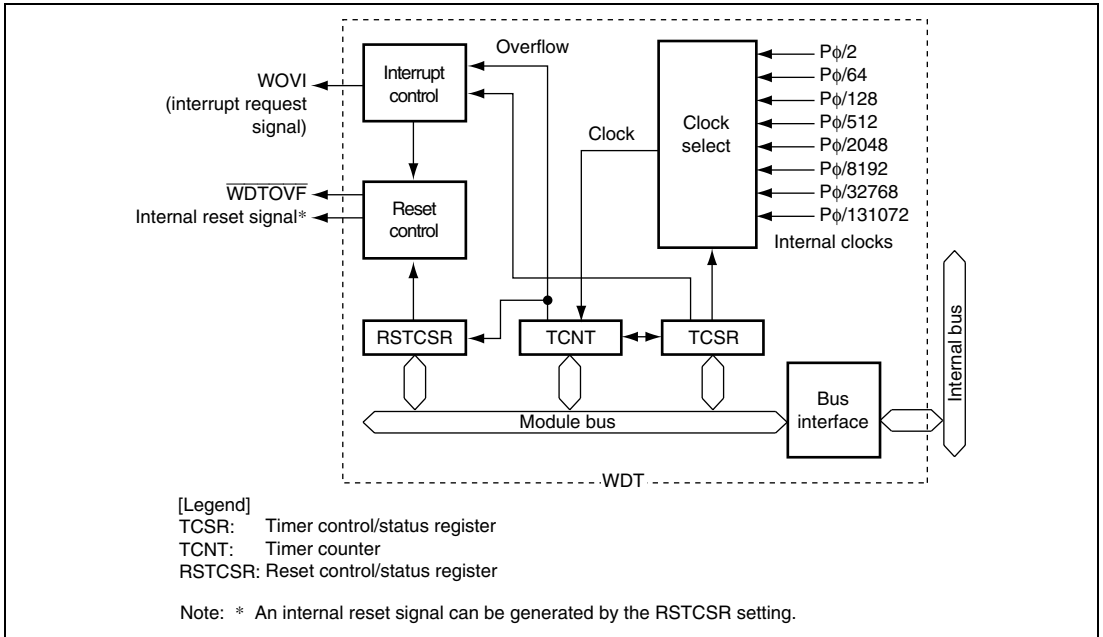 Overflow
Interrupt
control
WOVI
(interrupt request
signal)
Clock
Clock
select
Pφ/2
Pφ/64
Pφ/128
Pφ/512
Pφ/2048
Pφ/8192
Pφ/32768
Pφ/131072
Internal clocks
WDTOVF
Internal reset signal*
Reset
control
RSTCSR
TCNT
TCSR
Module bus
Bus
interface
Internal bus
WDT
[Legend]
TCSR: Timer control/status register
TCNT: Timer counter
RSTCSR: Reset control/status register
Note: * An internal reset signal can be generated by the RSTCSR setting.